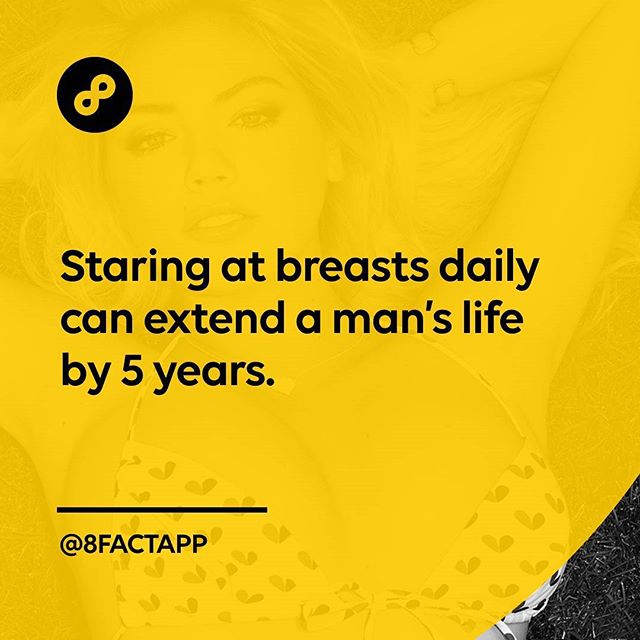 Staring at breasts daily
can extend a man's life
by 5 years.
@8FACTAPP